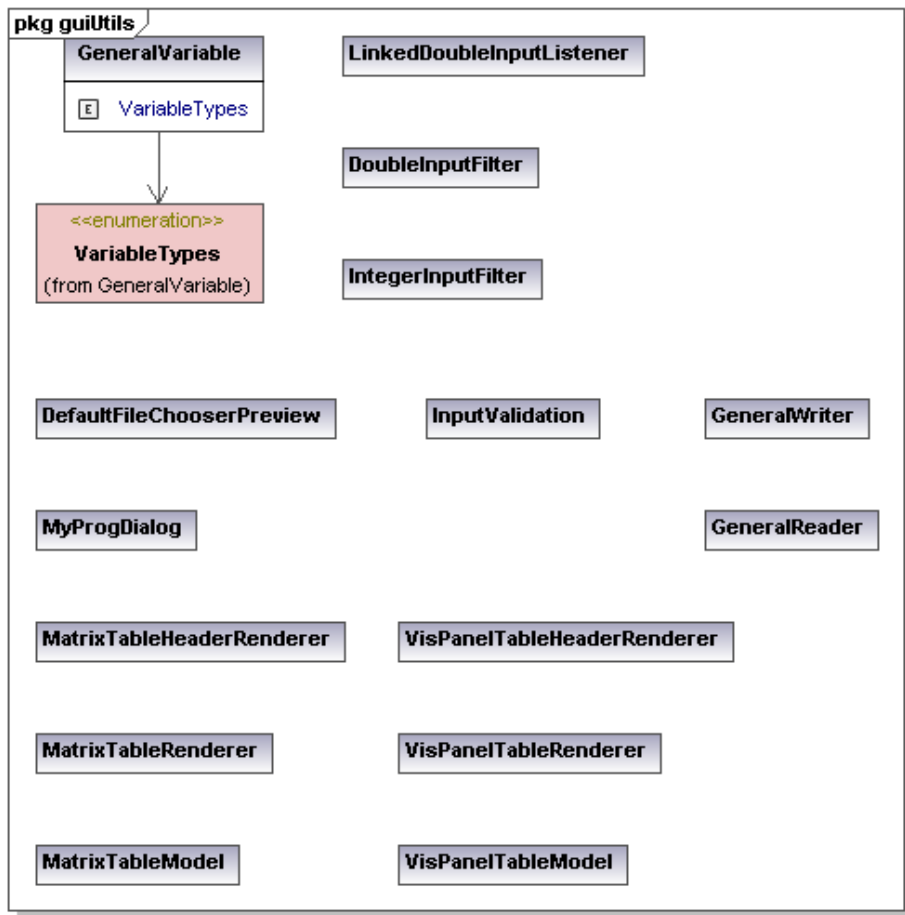 pkg guiUtils
GeneralVariable
E VariableTypes
<<enumeration>>
VariableTypes
(from GeneralVariable)
LinkedDoubleInputListener
DoubleInputFilter
IntegerInputFilter
DefaultFileChooserPreview
InputValidation
GeneralWriter
MyProgDialog
GeneralReader
MatrixTableHeaderRenderer
VisPanelTableHeaderRenderer
MatrixTableRenderer
VisPanelTableRenderer
MatrixTableModel
VisPanelTableModel